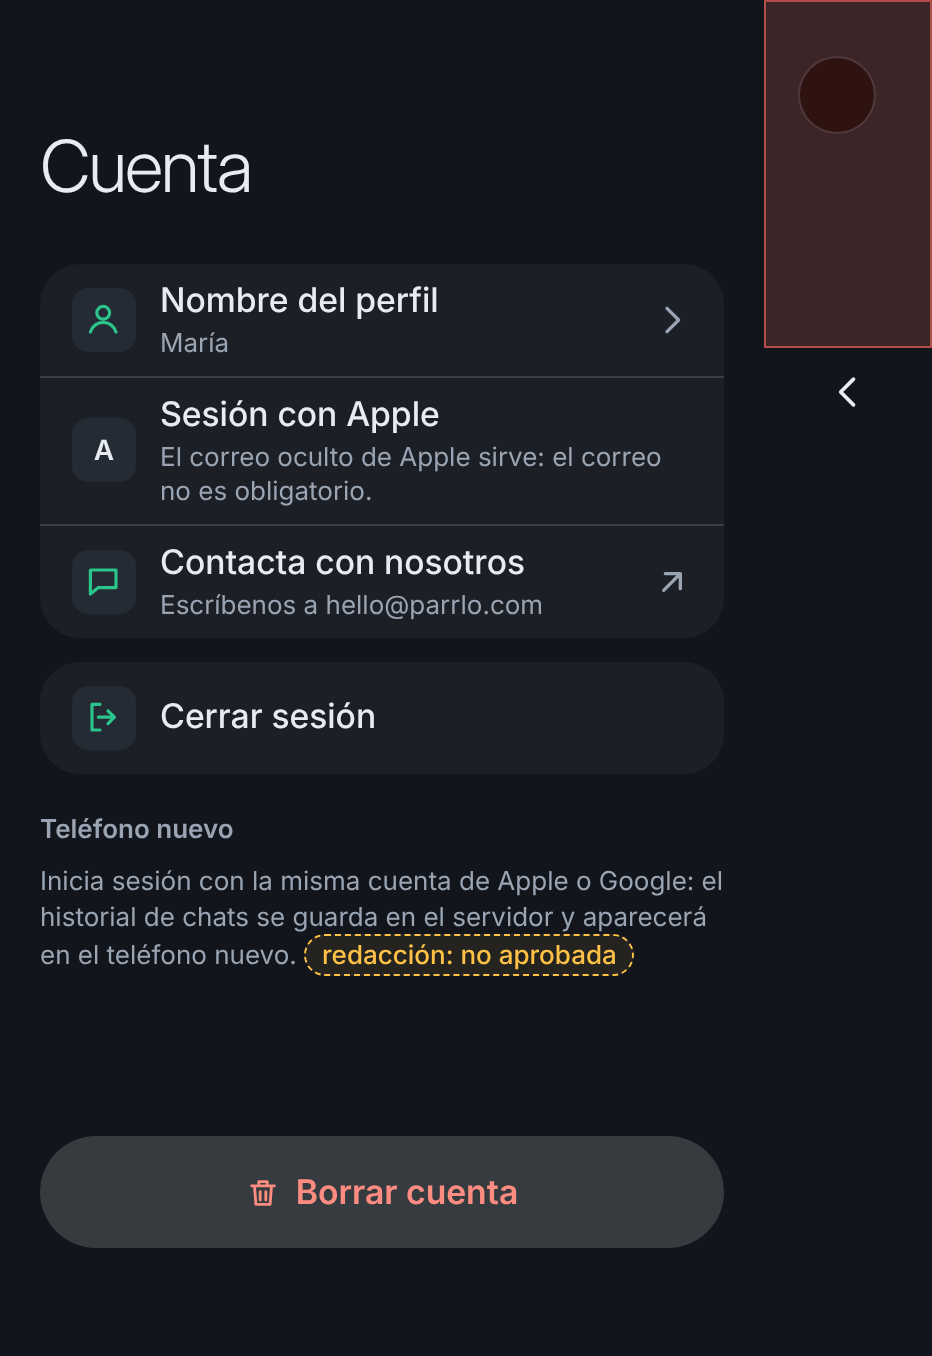 Cuenta
Nombre del perfil
María
A
Sesión con Apple
El correo oculto de Apple sirve: el correo
no es obligatorio.
Contacta con nosotros
Escríbenos a hello@parrlo.com
Cerrar sesión
Teléfono nuevo
Inicia sesión con la misma cuenta de Apple o Google: el
historial de chats se guarda en el servidor y aparecerá
en el teléfono nuevo. redacción: no aprobada
Borrar cuenta